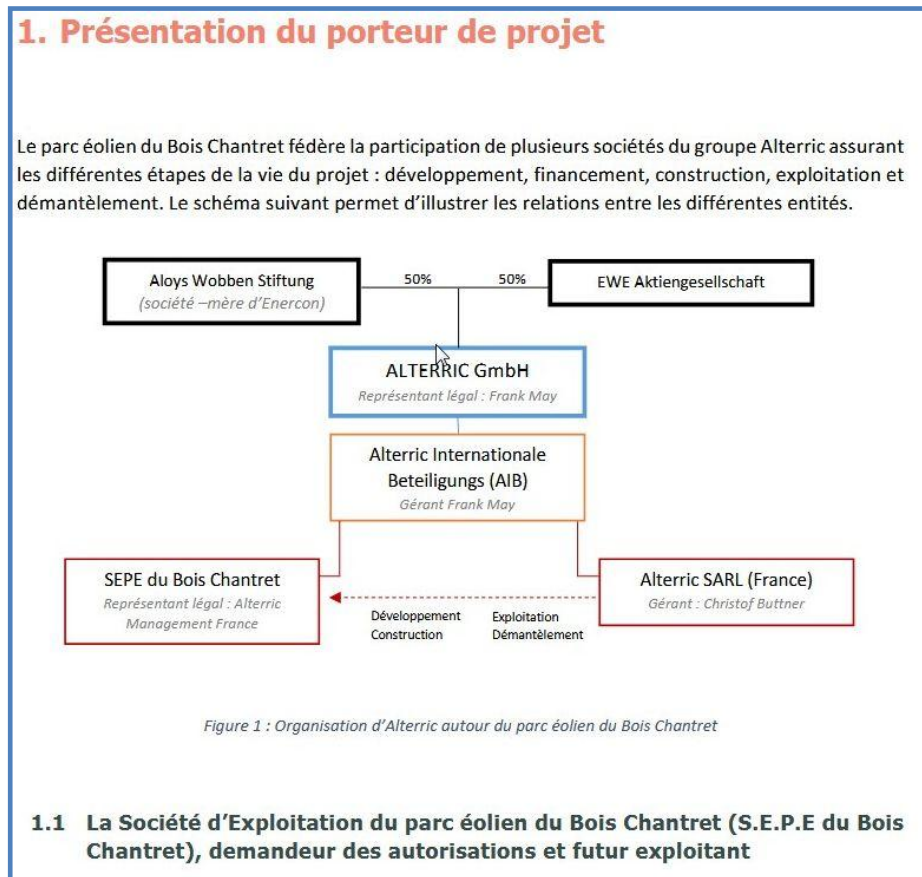 1. Présentation du porteur de projet
Le parc éolien du Bois Chantret fédère la participation de plusieurs sociétés du groupe Alterric assurant
les différentes étapes de la vie du projet : développement, financement, construction, exploitation et
démantèlement. Le schéma suivant permet d’illustrer les relations entre les différentes entités.
Aloys Wobben Stiftung
(société –mère d’Enercon)
50%
50%
EWE Aktiengesellschaft
ALTERRIC GmbH
Représentant légal : Frank May
Alterric Internationale
Beteiligungs (AIB)
Gérant Frank May
SEPE du Bois Chantret
Représentant légal : Alterric
Management France
Développement
Construction
Exploitation
Démantèlement
Alterric SARL (France)
Gérant : Christof Buttner
Figure 1 : Organisation d’Alterric autour du parc éolien du Bois Chantret
1.1 La Société d’Exploitation du parc éolien du Bois Chantret (S.E.P.E du Bois
Chantret), demandeur des autorisations et futur exploitant